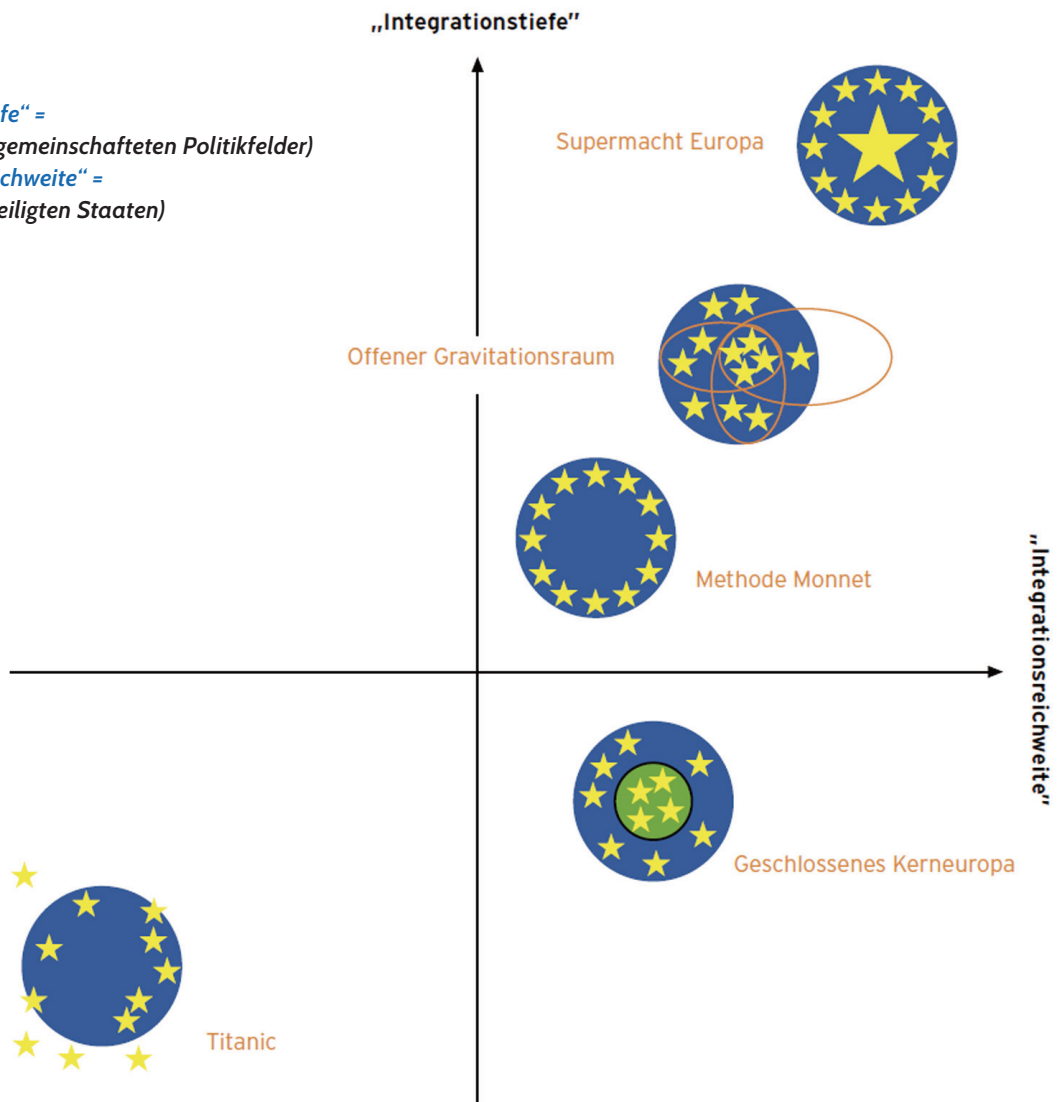 „Integrationstiefe”
fe“ =
gemeinschafteten Politikfelder)
chweite“ =
eiligten Staaten)
Supermacht Europa
Offener Gravitationsraum
Methode Monnet
„Integrationsreichweite”
Geschlossenes Kerneuropa
Titanic